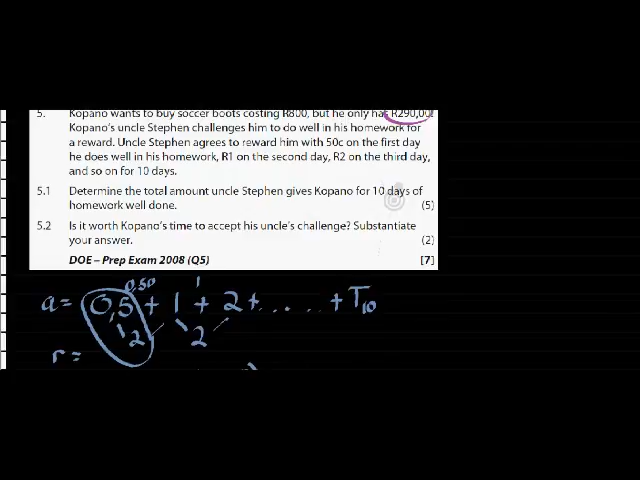 5. Kopano wants to buy soccer boots costing R800, but he only has R290,00.
Kopano's uncle Stephen challenges him to do well in his homework for
a reward. Uncle Stephen agrees to reward him with 50c on the first day
he does well in his homework, R1 on the second day, R2 on the third day,
and so on for 10 days.
5.1 Determine the total amount uncle Stephen gives Kopano for 10 days of
homework well done. (5)
5.2 Is it worth Kopano's time to accept his uncle's challenge? Substantiate
your answer. (2)
DOE – Prep Exam 2008 (Q5) [7]
0.50 1
a = 0,5 + 1 + 2 + ...... + T10
2 2
r =